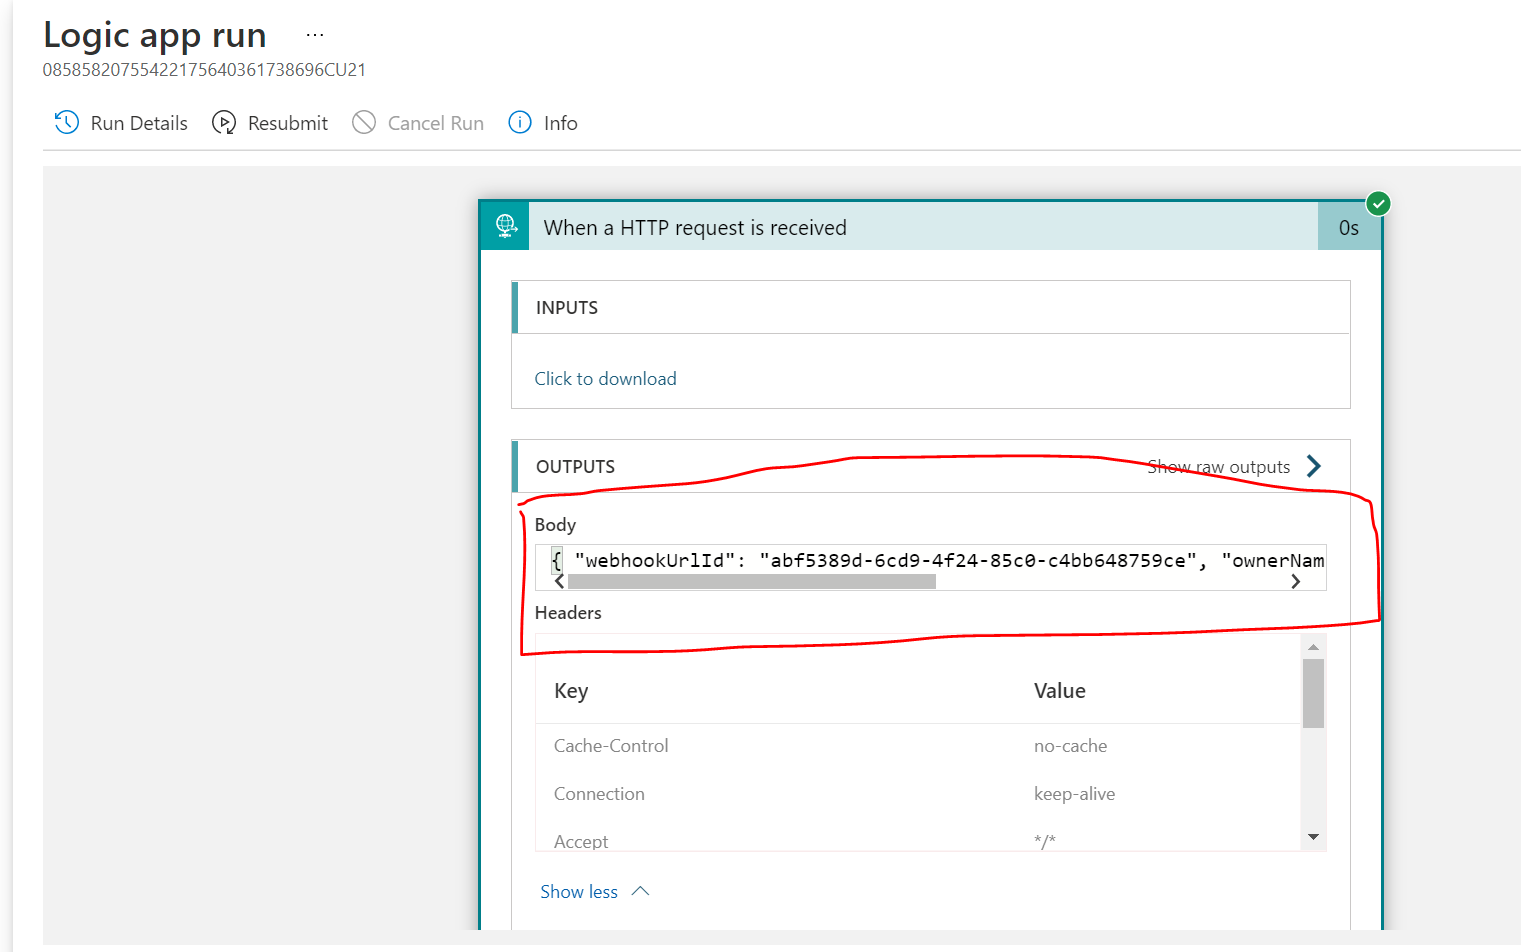 Logic app run ...
08585820755422175640361738696CU21
Run Details Resubmit Cancel Run Info
When a HTTP request is received 0s
INPUTS
Click to download
OUTPUTS Show raw outputs
Body
{ "webhookUrlId": "abf5389d-6cd9-4f24-85c0-c4bb648759ce", "ownerNam
Headers
Key Value
Cache-Control no-cache
Connection keep-alive
Accept */*
Show less